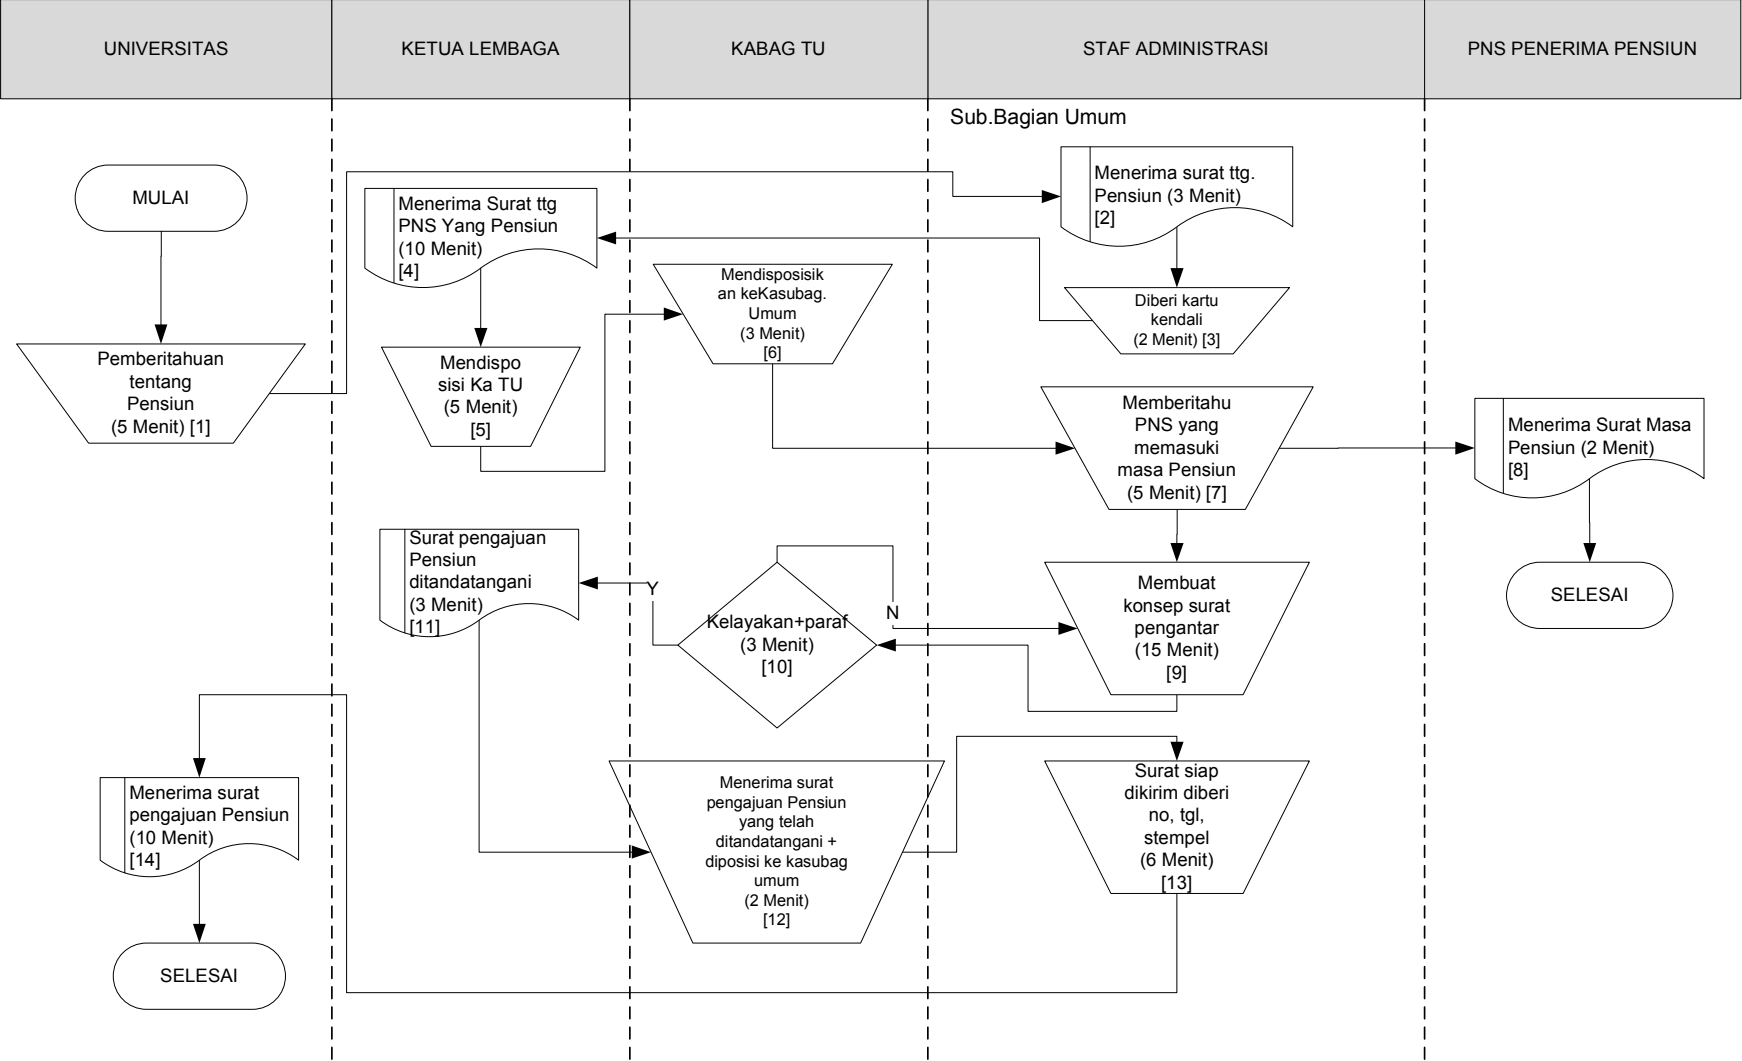 UNIVERSITAS
KETUA LEMBAGA
KABAG TU
STAF ADMINISTRASI
PNS PENERIMA PENSIUN
Sub.Bagian Umum
MULAI
Pemberitahuan
tentang
Pensiun
(5 Menit) [1]
Menerima surat ttg.
Pensiun (3 Menit)
[2]
Diberi kartu
kendali
(2 Menit) [3]
Menerima Surat ttg
PNS Yang Pensiun
(10 Menit)
[4]
Mendispo
sisi Ka TU
(5 Menit)
[5]
Mendisposisik
an keKasubag.
Umum
(3 Menit)
[6]
Memberitahu
PNS yang
memasuki
masa Pensiun
(5 Menit) [7]
Menerima Surat Masa
Pensiun (2 Menit)
[8]
SELESAI
Membuat
konsep surat
pengantar
(15 Menit)
[9]
N
Kelayakan+paraf
(3 Menit)
[10]
Y
Surat pengajuan
Pensiun
ditandatangani
(3 Menit)
[11]
Menerima surat
pengajuan Pensiun
yang telah
ditandatangani +
diposisi ke kasubag
umum
(2 Menit)
[12]
Surat siap
dikirim diberi
no, tgl,
stempel
(6 Menit)
[13]
Menerima surat
pengajuan Pensiun
(10 Menit)
[14]
SELESAI